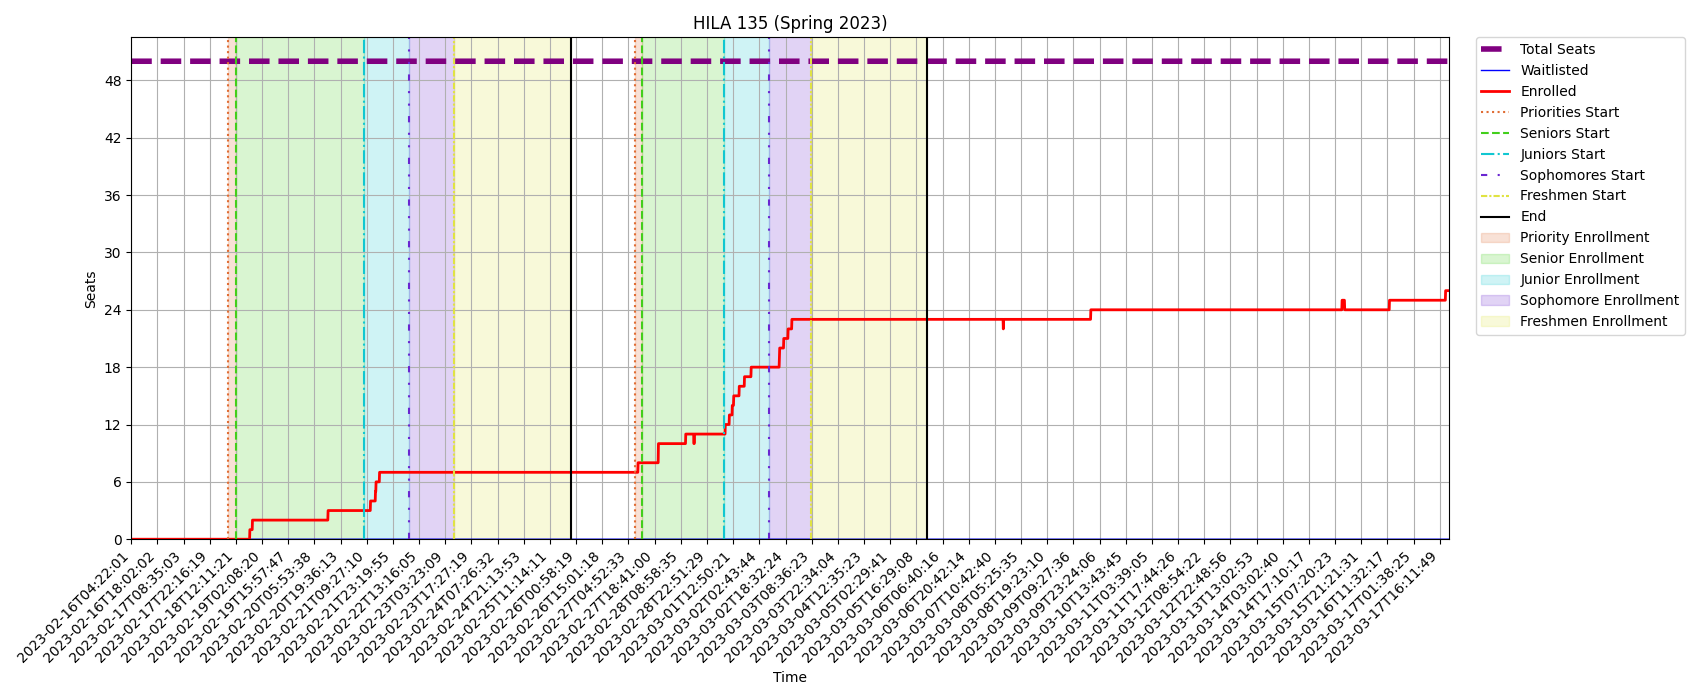 HILA 135 (Spring 2023)
Total Seats
Waitlisted
Enrolled
Priorities Start
Seniors Start
Juniors Start
Sophomores Start
Freshmen Start
End
Priority Enrollment
Senior Enrollment
Junior Enrollment
Sophomore Enrollment
Freshmen Enrollment
Seats
48
42
36
30
24
18
12
6
0
2023-02-16T04:22:01
2023-02-16T18:02:02
2023-02-17T08:35:03
2023-02-17T22:16:19
2023-02-18T12:11:21
2023-02-19T02:08:20
2023-02-19T15:57:47
2023-02-20T05:53:38
2023-02-20T19:36:13
2023-02-21T09:27:10
2023-02-21T23:19:55
2023-02-22T13:16:05
2023-02-23T03:23:09
2023-02-23T17:27:19
2023-02-24T07:26:32
2023-02-24T21:13:53
2023-02-25T11:14:11
2023-02-26T00:58:19
2023-02-26T15:01:18
2023-02-27T04:52:33
2023-02-27T18:41:00
2023-02-28T08:58:35
2023-02-28T22:51:29
2023-03-01T12:50:21
2023-03-02T02:43:44
2023-03-02T18:32:24
2023-03-03T08:36:23
2023-03-03T22:34:04
2023-03-04T12:35:23
2023-03-05T02:29:41
2023-03-05T16:29:08
2023-03-06T06:40:16
2023-03-06T20:42:14
2023-03-07T10:42:40
2023-03-08T05:25:35
2023-03-08T19:23:10
2023-03-09T09:27:36
2023-03-09T23:24:06
2023-03-10T13:43:45
2023-03-11T03:39:05
2023-03-11T17:44:26
2023-03-12T08:54:22
2023-03-12T22:48:56
2023-03-13T13:02:53
2023-03-14T03:02:40
2023-03-14T17:10:17
2023-03-15T07:20:23
2023-03-15T21:21:31
2023-03-16T11:32:17
2023-03-17T01:38:25
2023-03-17T16:11:49
Time